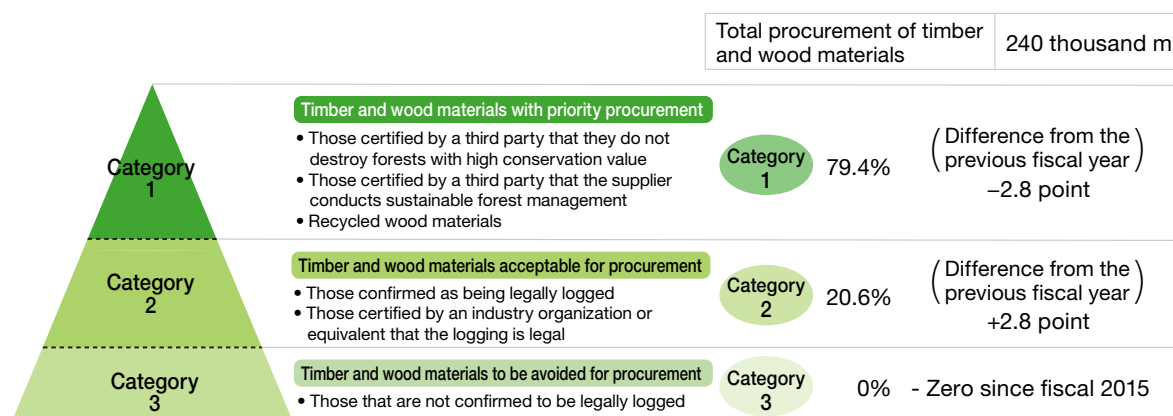 Total procurement of timber
and wood materials
240 thousand m
Category
1
Timber and wood materials with priority procurement
• Those certified by a third party that they do not
destroy forests with high conservation value
• Those certified by a third party that the supplier
conducts sustainable forest management
• Recycled wood materials
Category
1
79.4%
(Difference from the
previous fiscal year)
−2.8 point
Category
2
Timber and wood materials acceptable for procurement
• Those confirmed as being legally logged
• Those certified by an industry organization or
equivalent that the logging is legal
Category
2
20.6%
(Difference from the
previous fiscal year)
+2.8 point
Category
3
Timber and wood materials to be avoided for procurement
• Those that are not confirmed to be legally logged
Category
3
0%
- Zero since fiscal 2015